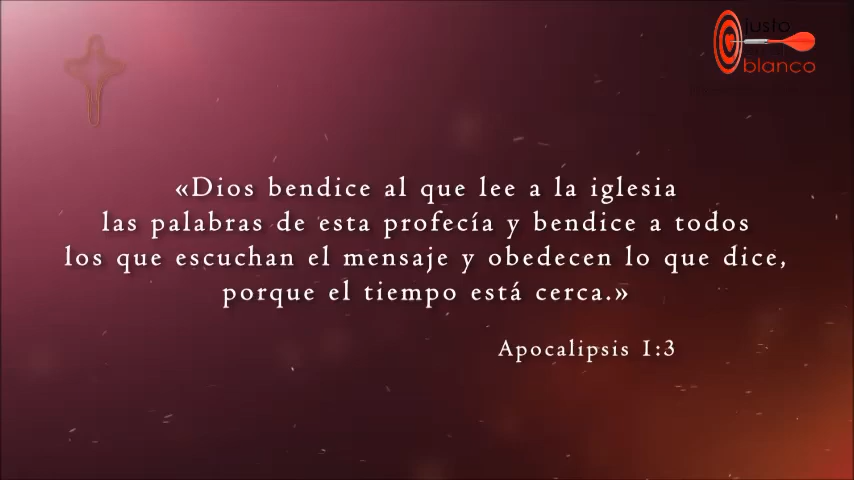 justo
blanco
«Dios bendice al que lee a la iglesia
las palabras de esta profecía y bendice a todos
los que escuchan el mensaje y obedecen lo que dice,
porque el tiempo está cerca.»
Apocalipsis 1:3